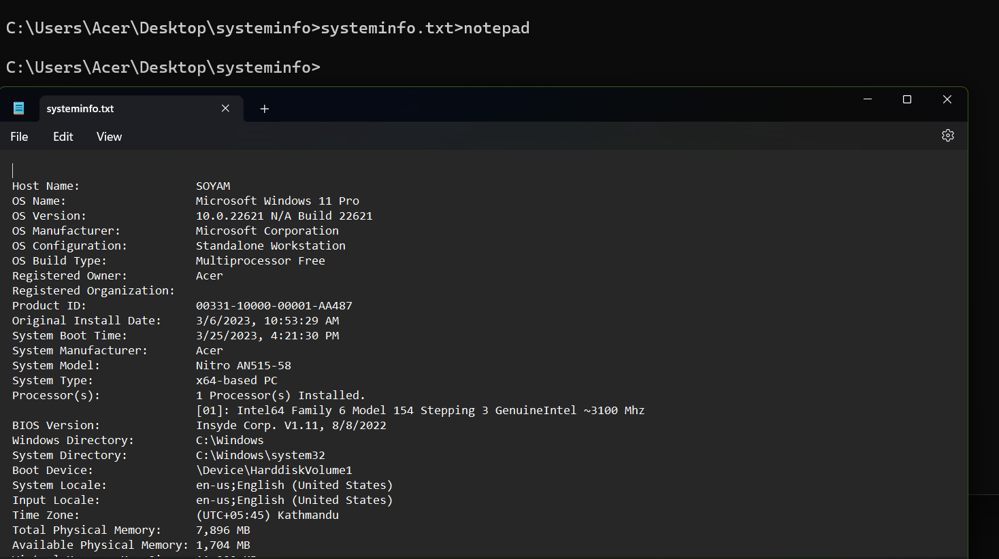 C:\Users\Acer\Desktop\systeminfo>systeminfo.txt>notepad
C:\Users\Acer\Desktop\systeminfo>
systeminfo.txt
File Edit View
Host Name: SOYAM
OS Name: Microsoft Windows 11 Pro
OS Version: 10.0.22621 N/A Build 22621
OS Manufacturer: Microsoft Corporation
OS Configuration: Standalone Workstation
OS Build Type: Multiprocessor Free
Registered Owner: Acer
Registered Organization:
Product ID: 00331-10000-00001-AA487
Original Install Date: 3/6/2023, 10:53:29 AM
System Boot Time: 3/25/2023, 4:21:30 PM
System Manufacturer: Acer
System Model: Nitro AN515-58
System Type: x64-based PC
Processor(s): 1 Processor(s) Installed.
[01]: Intel64 Family 6 Model 154 Stepping 3 GenuineIntel ~3100 Mhz
BIOS Version: Insyde Corp. V1.11, 8/8/2022
Windows Directory: C:\Windows
System Directory: C:\Windows\system32
Boot Device: \Device\HarddiskVolume1
System Locale: en-us;English (United States)
Input Locale: en-us;English (United States)
Time Zone: (UTC+05:45) Kathmandu
Total Physical Memory: 7,896 MB
Available Physical Memory: 1,704 MB